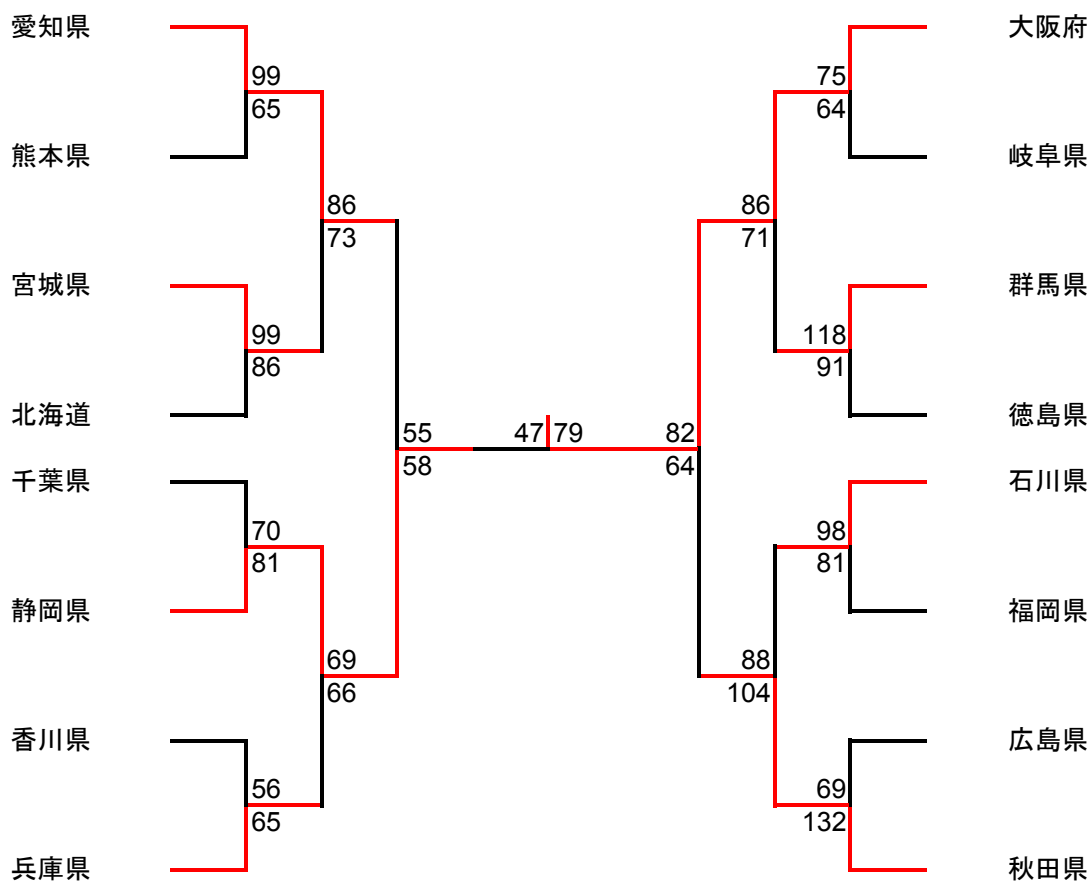 愛知県 大阪府
99 75
65 64
熊本県 岐阜県
86 86
73 71
宮城県 群馬県
99 118
86 91
北海道 徳島県
55 47 79 82
58 64
千葉県 石川県
70 98
81 81
静岡県 福岡県
69 88
66 104
香川県 広島県
56 69
65 132
兵庫県 秋田県